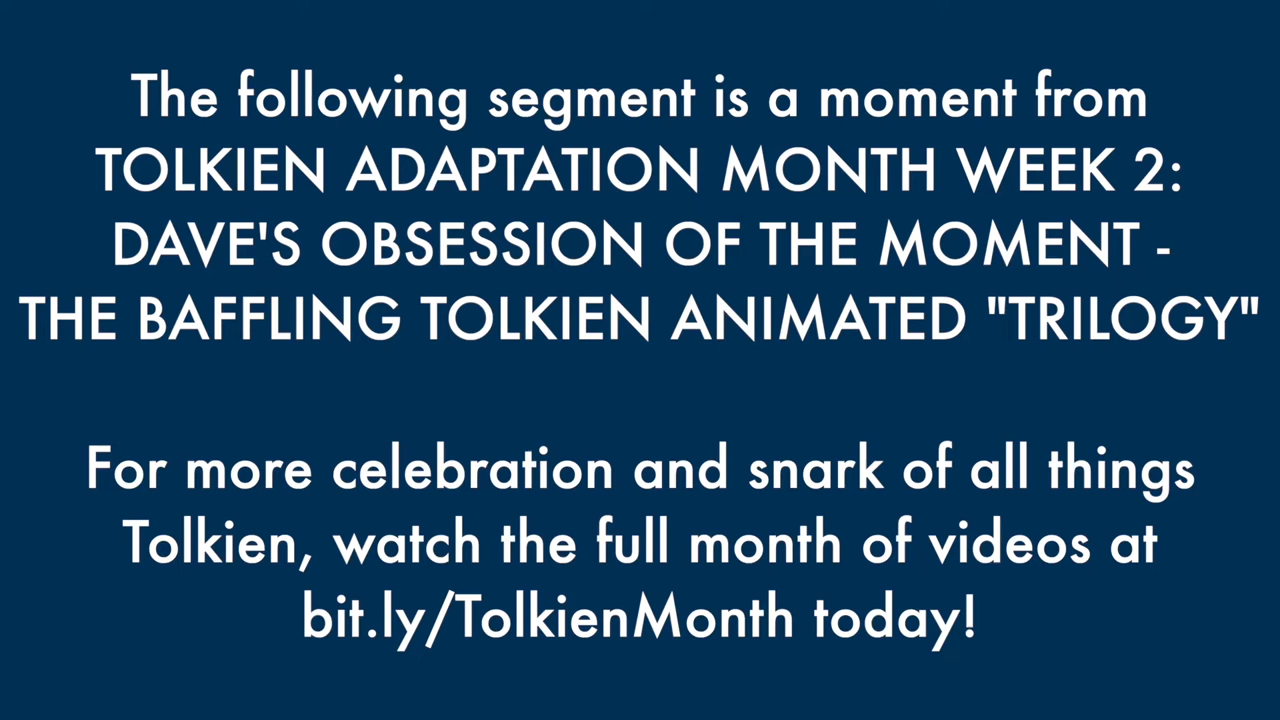 The following segment is a moment from
TOLKIEN ADAPTATION MONTH WEEK 2:
DAVE'S OBSESSION OF THE MOMENT -
THE BAFFLING TOLKIEN ANIMATED "TRILOGY"
For more celebration and snark of all things
Tolkien, watch the full month of videos at
bit.ly/TolkienMonth today!